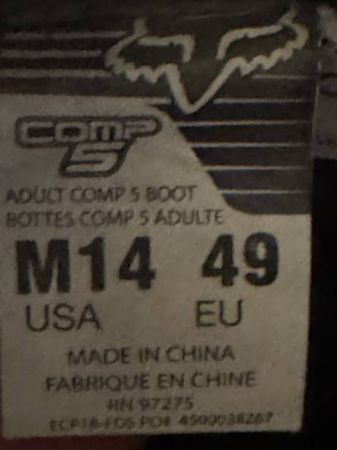 COMP
5
ADULT COMP 5 BOOT
BOTTES COMP 5 ADULTE
M14 49
USA EU
MADE IN CHINA
FABRIQUE EN CHINE
RN 97275